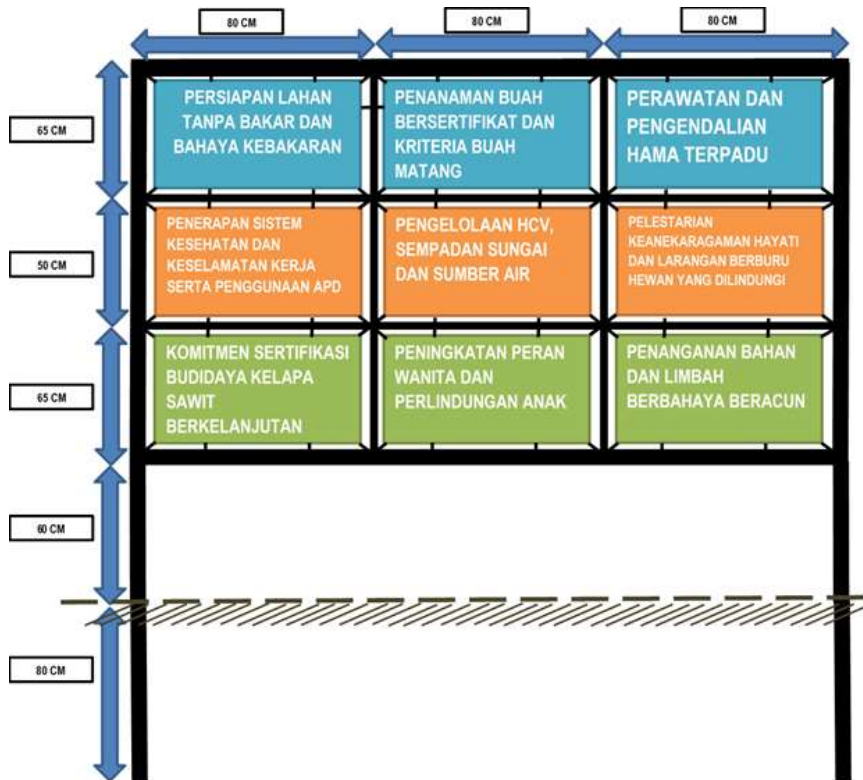 80 CM
80 CM
80 CM
65 CM
PERSIAPAN LAHAN
TANPA BAKAR DAN
BAHAYA KEBAKARAN
PENANAMAN BUAH
BERSERTIFIKAT DAN
KRITERIA BUAH
MATANG
PERAWATAN DAN
PENGENDALIAN
HAMA TERPADU
50 CM
PENERAPAN SISTEM
KESEHATAN DAN
KESELAMATAN KERJA
SERTA PENGGUNAAN APD
PENGELOLAAN HCV,
SEMPADAN SUNGAI
DAN SUMBER AIR
PELESTARIAN
KEANEKARAGAMAN HAYATI
DAN LARANGAN BERBURU
HEWAN YANG DILINDUNGI
65 CM
KOMITMEN SERTIFIKASI
BUDIDAYA KELAPA
SAWIT
BERKELANJUTAN
PENINGKATAN PERAN
WANITA DAN
PERLINDUNGAN ANAK
PENANGANAN BAHAN
DAN LIMBAH
BERBAHAYA BERACUN
60 CM
80 CM